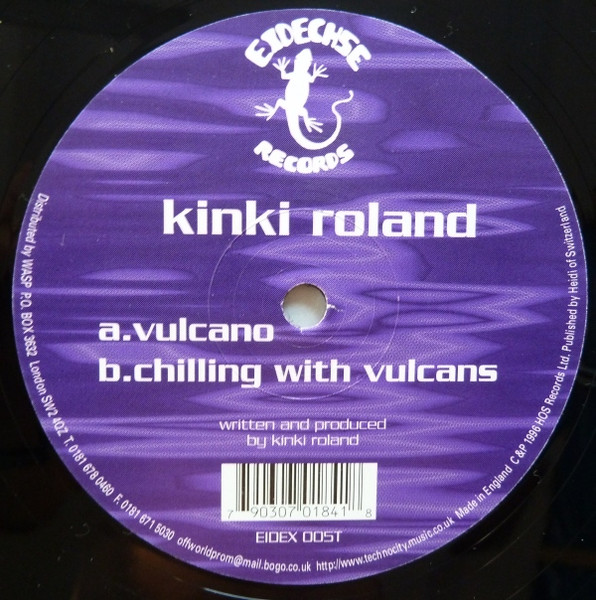 EIDECHSE
RECORDS
kinki roland
a.vulcano
b.chilling with vulcans
written and produced
by kinki roland
7 90307 01841 8
EIDEX 005T
Distributed by WASP P.O. BOX 3632 London SW2 4QZ T. 0181 678 0460 F. 0181 671 5030 offworldprom@mail.bogo.co.uk http://www.technocity.music.co.uk Made in England C & P 1996 HOS Records Ltd. Published by Heidi of Switzerland